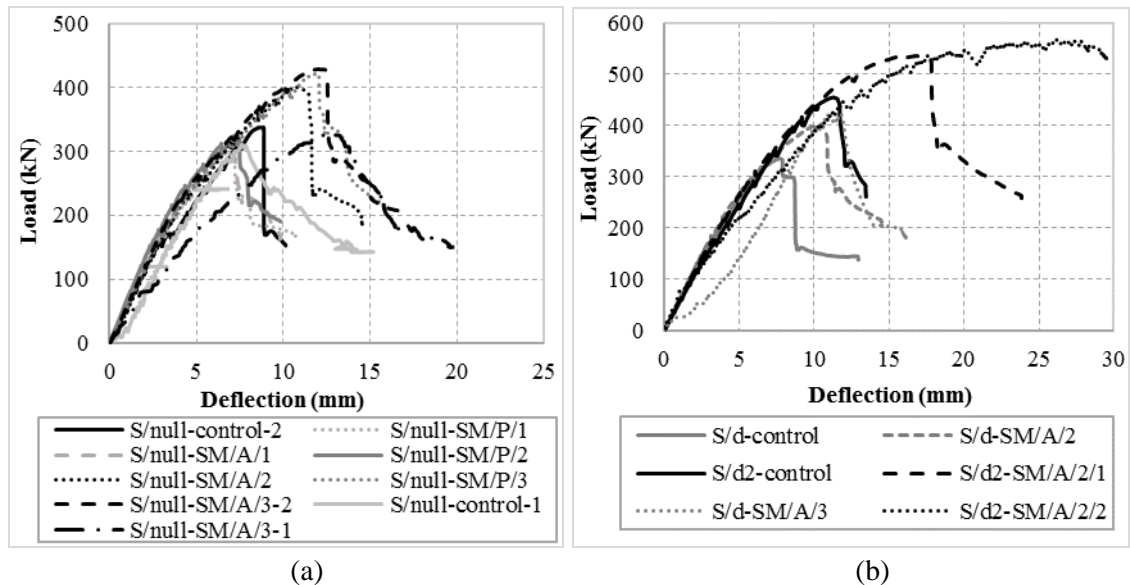 500
400
300
200
100
0
Load (kN)
0 5 10 15 20 25
Deflection (mm)
S/null-control-2 S/null-SM/P/1
S/null-SM/A/1 S/null-SM/P/2
S/null-SM/A/2 S/null-SM/P/3
S/null-SM/A/3-2 S/null-control-1
S/null-SM/A/3-1
(a)
600
500
400
300
200
100
0
Load (kN)
0 5 10 15 20 25 30
Deflection (mm)
S/d-control S/d-SM/A/2
S/d2-control S/d2-SM/A/2/1
S/d-SM/A/3 S/d2-SM/A/2/2
(b)